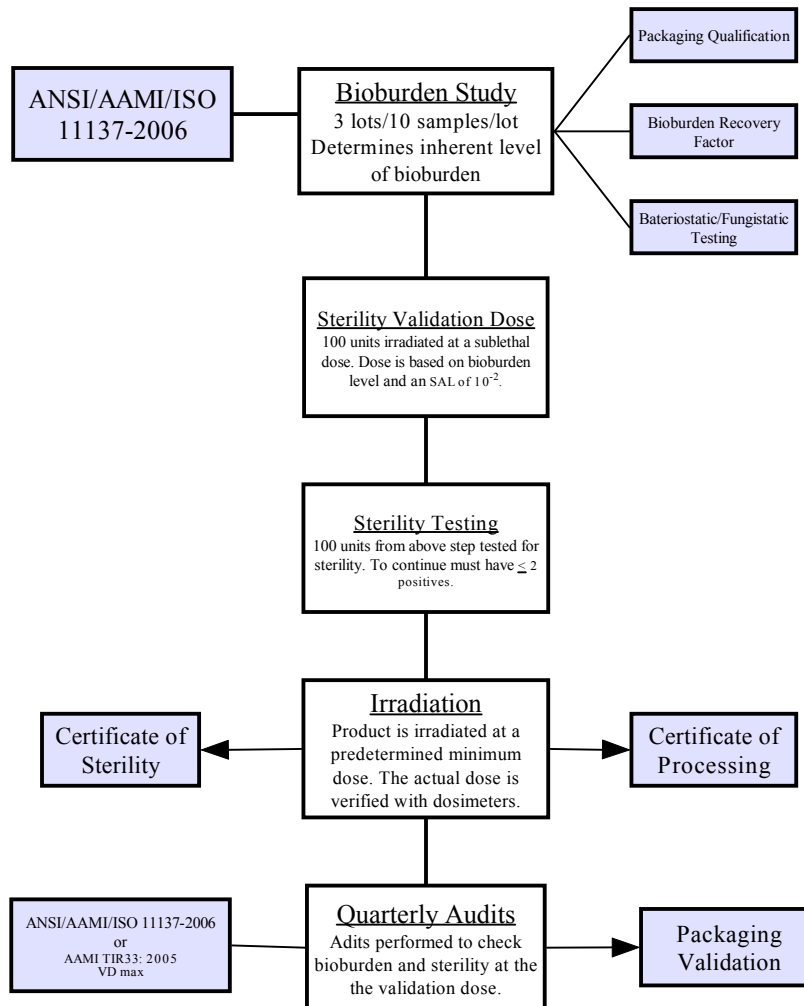 ANSI/AAMI/ISO
11137-2006
Bioburden Study
3 lots/10 samples/lot
Determines inherent level
of bioburden
Packaging Qualification
Bioburden Recovery
Factor
Bateriostatic/Fungistatic
Testing
Sterility Validation Dose
100 units irradiated at a sublethal
dose. Dose is based on bioburden
level and an SAL of 10⁻².
Sterility Testing
100 units from above step tested for
sterility. To continue must have ≤ 2
positives.
Certificate of
Sterility
Irradiation
Product is irradiated at a
predetermined minimum
dose. The actual dose is
verified with dosimeters.
Certificate of
Processing
ANSI/AAMI/ISO 11137-2006
or
AAMI TIR33: 2005
VD max
Quarterly Audits
Adits performed to check
bioburden and sterility at the
the validation dose.
Packaging
Validation